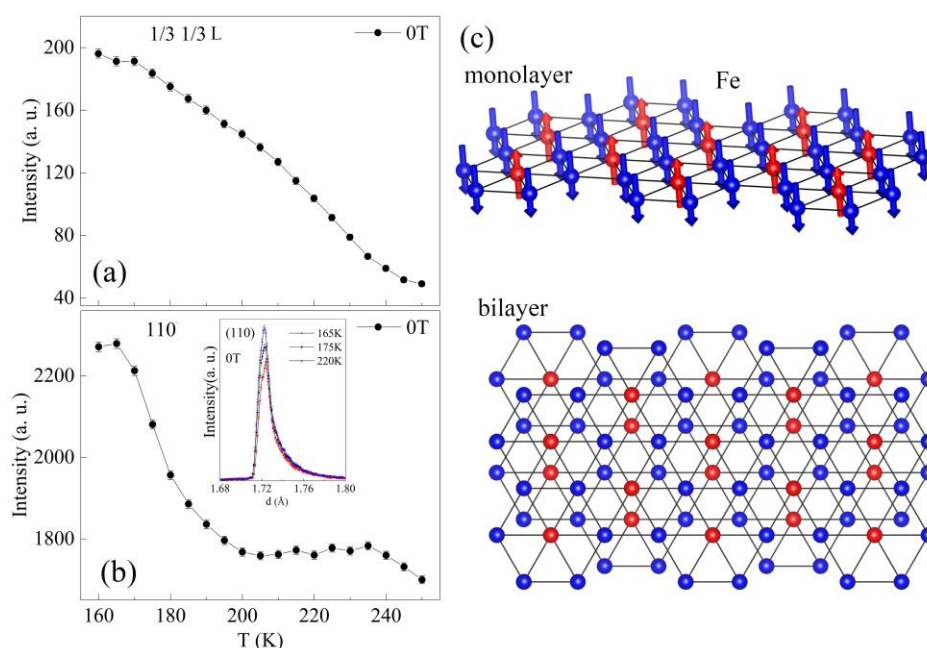 1/3 1/3 L
0T
200
160
120
80
40
Intensity (a. u.)
(a)
110
0T
2200
2000
1800
Intensity (a. u.)
(b)
160 180 200 220 240
T (K)
(110)
0T
165K
175K
220K
Intensity(a. u.)
1.68 1.72 1.76 1.80
d (Å)
(c)
monolayer
Fe
bilayer